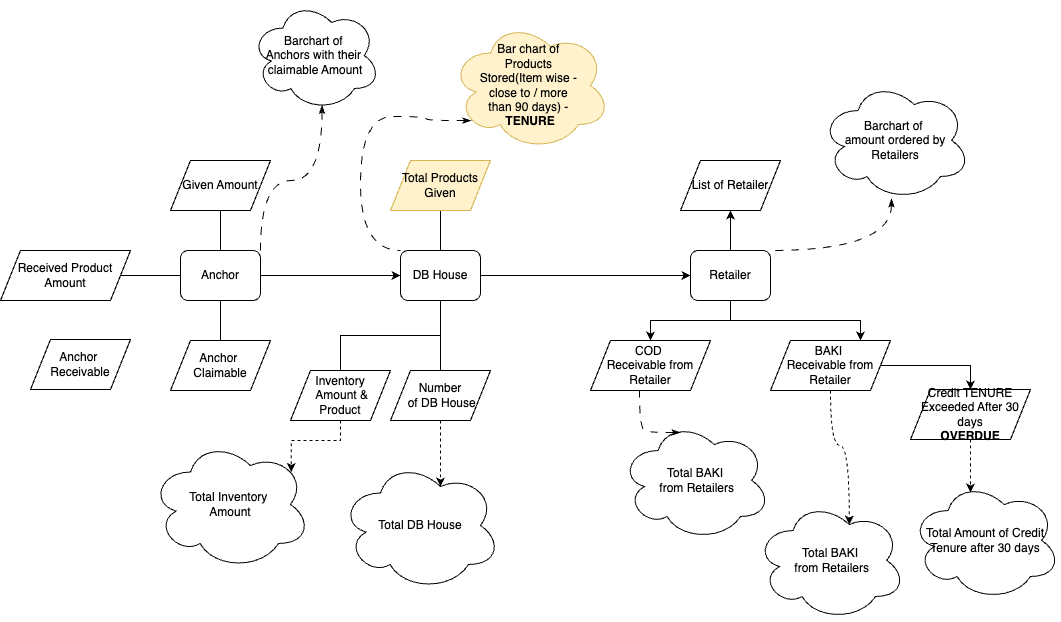 Barchart of
Anchors with their
claimable Amount
Bar chart of
Products
Stored(Item wise -
close to / more
than 90 days) -
TENURE
Barchart of
amount ordered by
Retailers
Given Amount
Total Products
Given
List of Retailer
Received Product
Amount
Anchor
DB House
Retailer
Anchor
Receivable
Anchor
Claimable
Inventory
Amount &
Product
Number
of DB House
COD
Receivable from
Retailer
BAKI
Receivable from
Retailer
Credit TENURE
Exceeded After 30
days
OVERDUE
Total Inventory
Amount
Total DB House
Total BAKI
from Retailers
Total BAKI
from Retailers
Total Amount of Credit
Tenure after 30 days